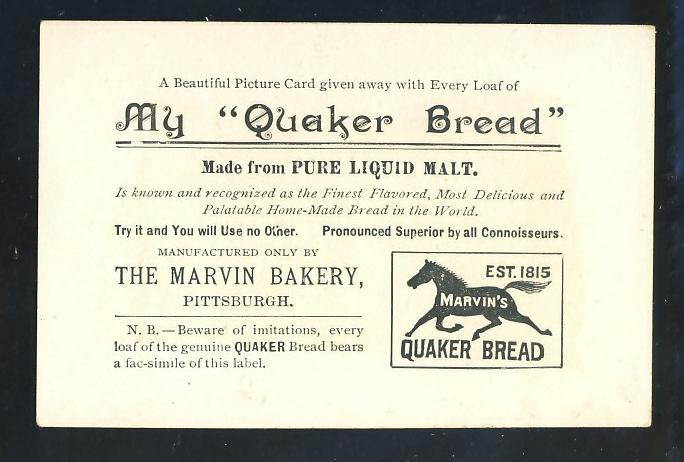 A Beautiful Picture Card given away with Every Loaf of
My "Quaker Bread"
Made from PURE LIQUID MALT.
Is known and recognized as the Finest Flavored, Most Delicious and
Palatable Home-Made Bread in the World.
Try it and You will Use no Other. Pronounced Superior by all Connoisseurs.
MANUFACTURED ONLY BY
THE MARVIN BAKERY,
PITTSBURGH.
N. B.—Beware of imitations, every
loaf of the genuine QUAKER Bread bears
a fac-simile of this label.
EST. 1815
MARVIN'S
QUAKER BREAD